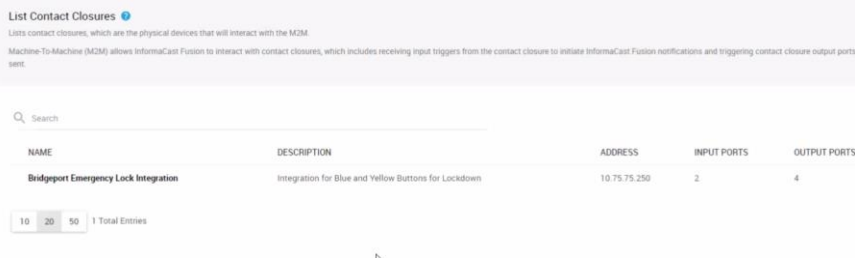 List Contact Closures ?
Lists contact closures, which are the physical devices that will interact with the M2M.
Machine-To-Machine (M2M) allows InformaCast Fusion to interact with contact closures, which includes receiving input triggers from the contact closure to initiate InformaCast Fusion notifications and triggering contact closure output ports
sent.
Search
NAME DESCRIPTION ADDRESS INPUT PORTS OUTPUT PORTS
Bridgeport Emergency Lock Integration Integration for Blue and Yellow Buttons for Lockdown 10.75.75.250 2 4
10 20 50 1 Total Entries